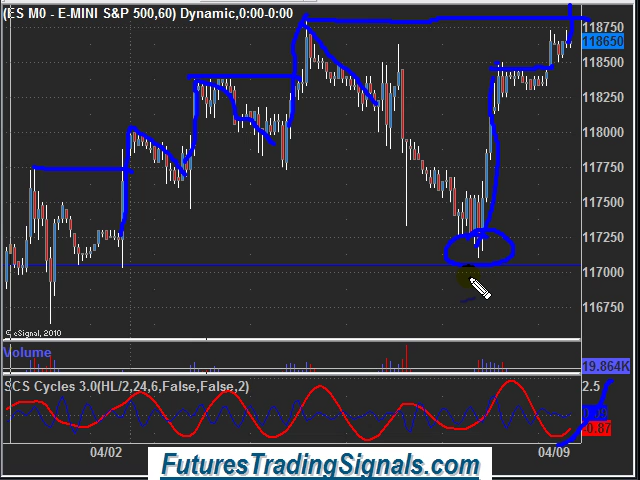 (ES M0 - E-MINI S&P 500,60) Dynamic,0:00-0:00
118750
118650
118500
118250
118000
117750
117500
117250
117000
116750
eSignal, 2010
Volume
19.864K
SCS Cycles 3.0(HL/2,24,6,False,False,2)
2.5
-0.87
04/02
04/09
FuturesTradingSignals.com